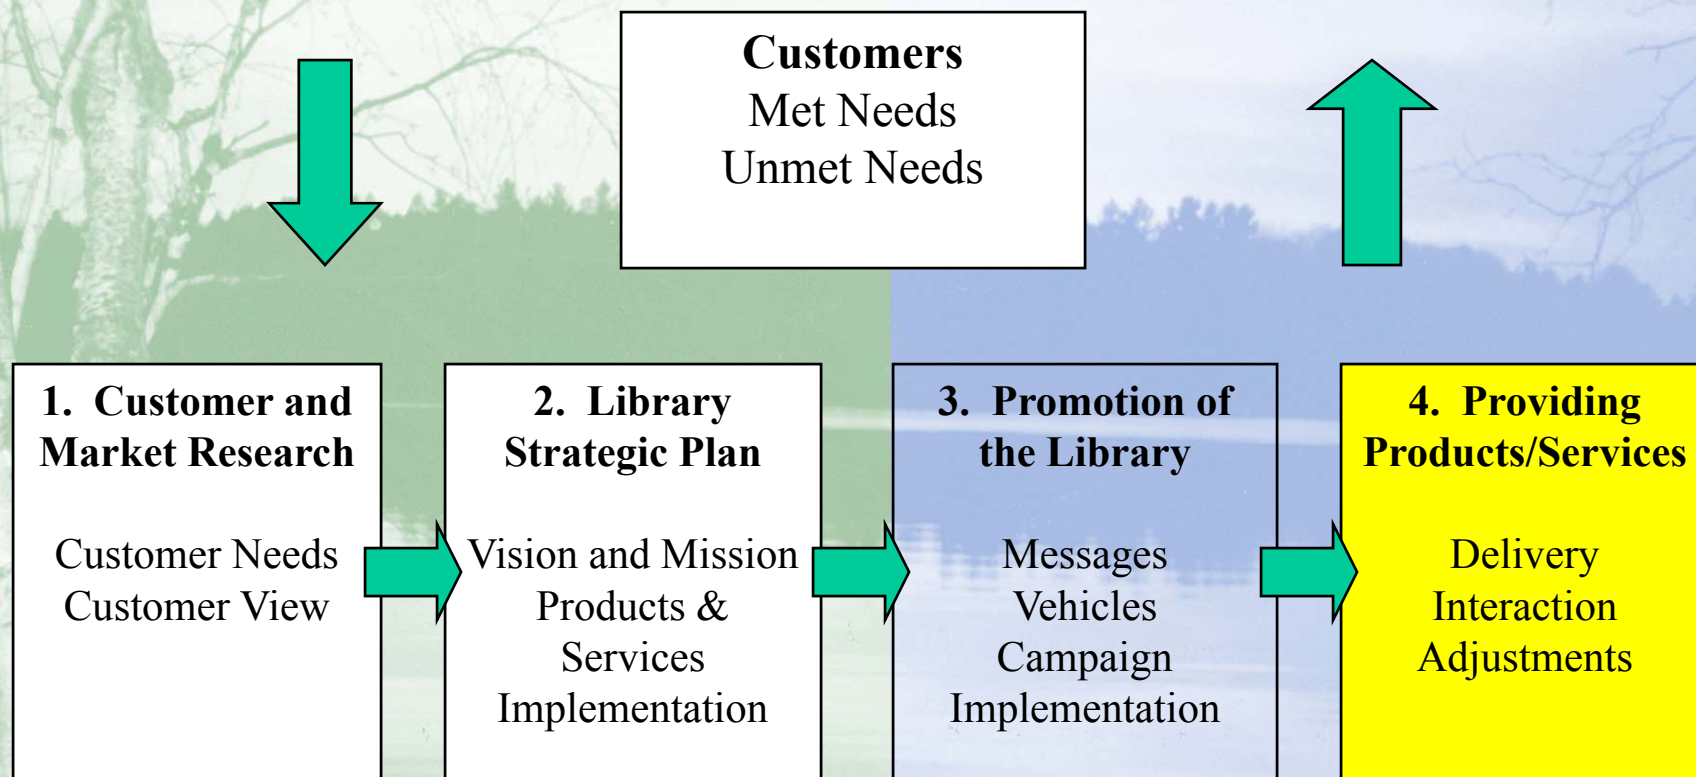 Customers
Met Needs
Unmet Needs
1. Customer and
Market Research
Customer Needs
Customer View
2. Library
Strategic Plan
Vision and Mission
Products &
Services
Implementation
3. Promotion of
the Library
Messages
Vehicles
Campaign
Implementation
4. Providing
Products/Services
Delivery
Interaction
Adjustments